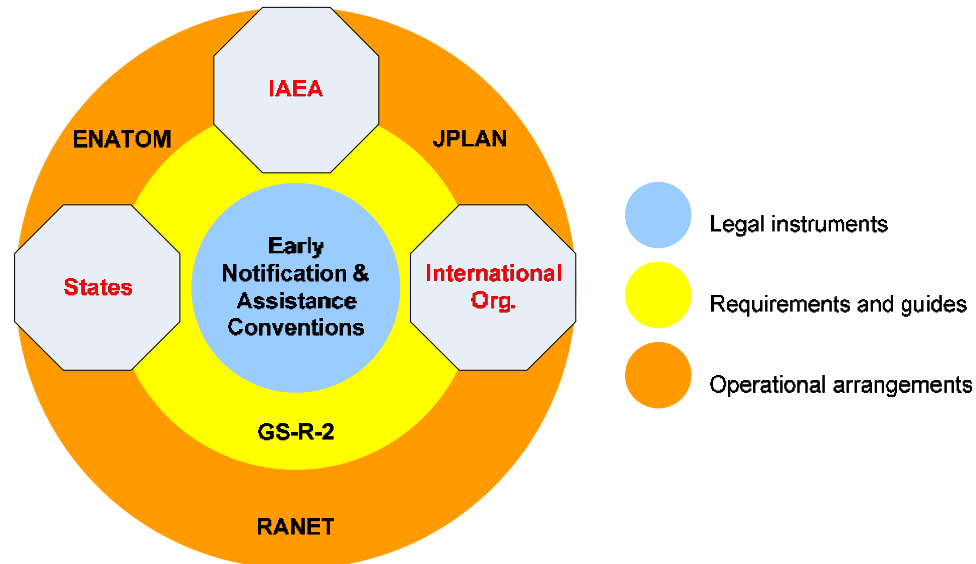 IAEA
ENATOM
JPLAN
States
Early
Notification &
Assistance
Conventions
International
Org.
GS-R-2
RANET
Legal instruments
Requirements and guides
Operational arrangements